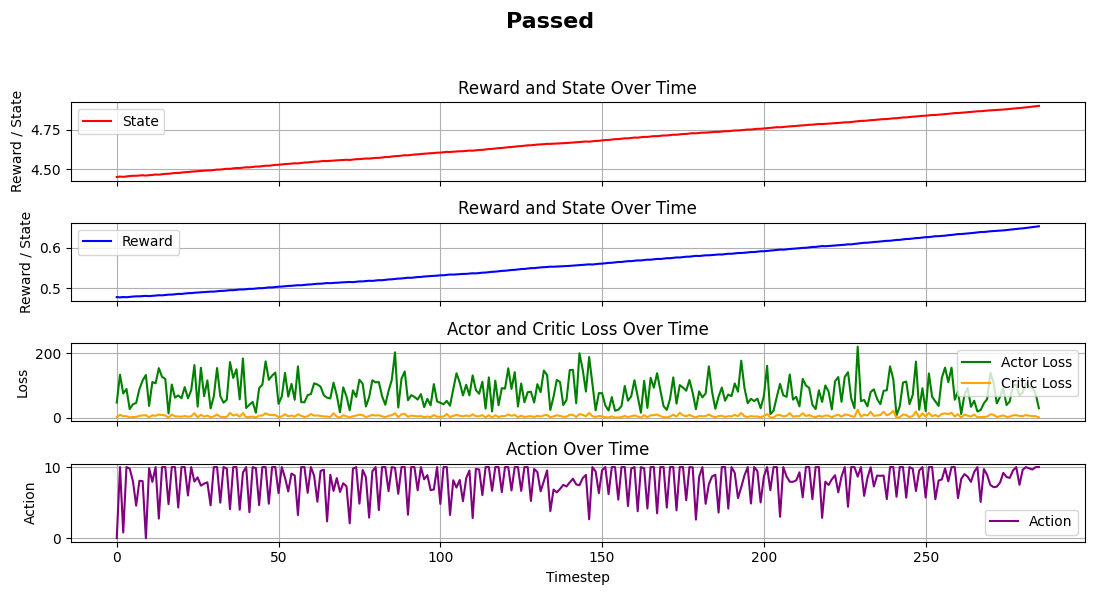 Passed
Reward and State Over Time
Reward / State
4.75
4.50
State
Reward and State Over Time
Reward / State
0.6
0.5
Reward
Actor and Critic Loss Over Time
Loss
200
0
Actor Loss
Critic Loss
Action Over Time
Action
10
0
Action
0 50 100 150 200 250
Timestep